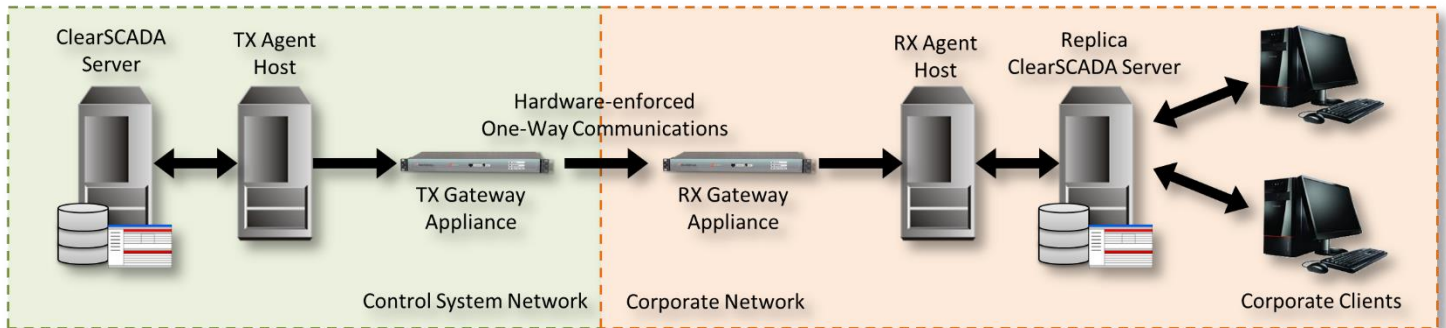 ClearSCADA
Server
TX Agent
Host
Hardware-enforced
One-Way Communications
TX Gateway
Appliance
RX Gateway
Appliance
RX Agent
Host
Replica
ClearSCADA Server
Control System Network
Corporate Network
Corporate Clients